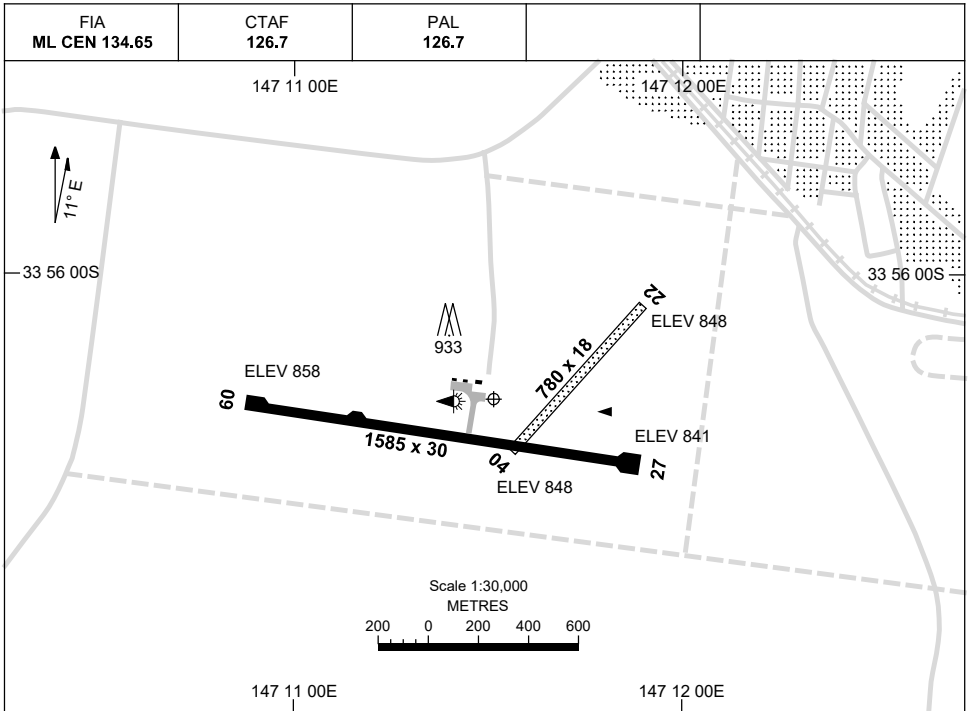 FIA
ML CEN 134.65
CTAF
126.7
PAL
126.7
147 11 00E
147 12 00E
11° E
33 56 00S
33 56 00S
22
ELEV 848
933
780 x 18
ELEV 858
09
1585 x 30
ELEV 841
04
27
ELEV 848
Scale 1:30,000
METRES
200 0 200 400 600
147 11 00E
147 12 00E